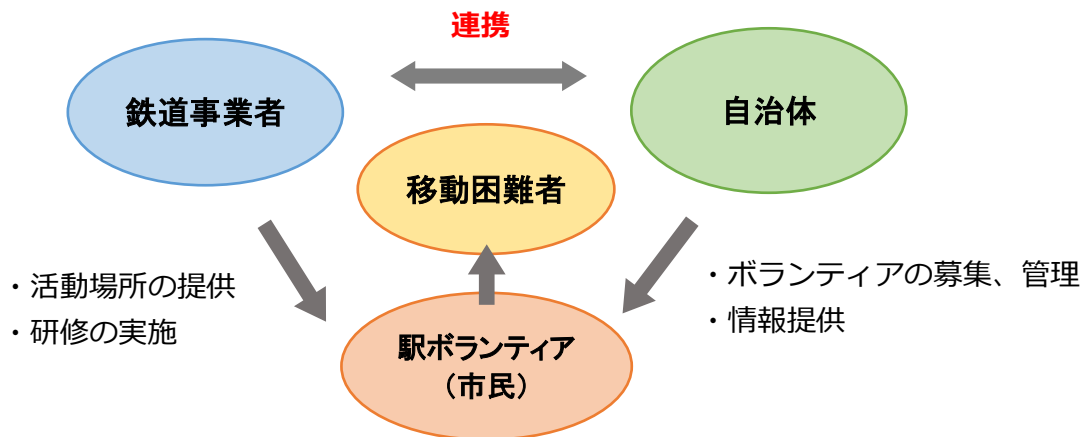 連携
鉄道事業者
自治体
移動困難者
・活動場所の提供
・研修の実施
・ボランティアの募集、管理
・情報提供
駅ボランティア
（市民）